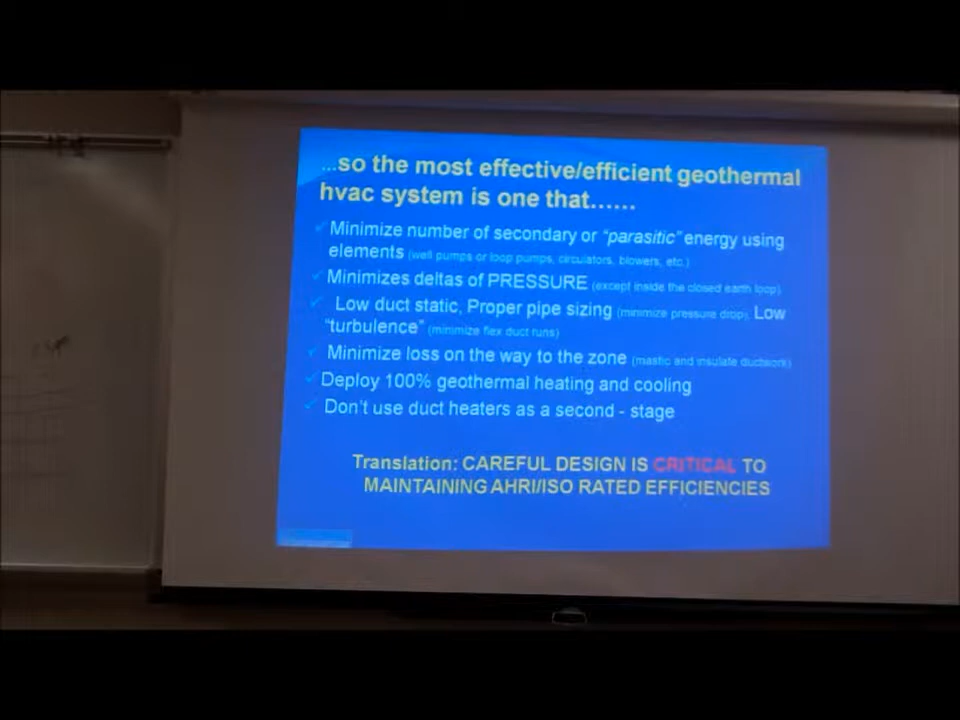 ...so the most effective/efficient geothermal
hvac system is one that......
Minimize number of secondary or "parasitic" energy using
elements (well pumps or loop pumps, circulators, blowers, etc.)
Minimizes deltas of PRESSURE (except inside the closed earth loop)
Low duct static, Proper pipe sizing (minimize pressure drop), Low
"turbulence" (minimize flex duct runs)
Minimize loss on the way to the zone (mastic and insulate ductwork)
Deploy 100% geothermal heating and cooling
Don't use duct heaters as a second - stage
Translation: CAREFUL DESIGN IS CRITICAL TO
MAINTAINING AHRI/ISO RATED EFFICIENCIES